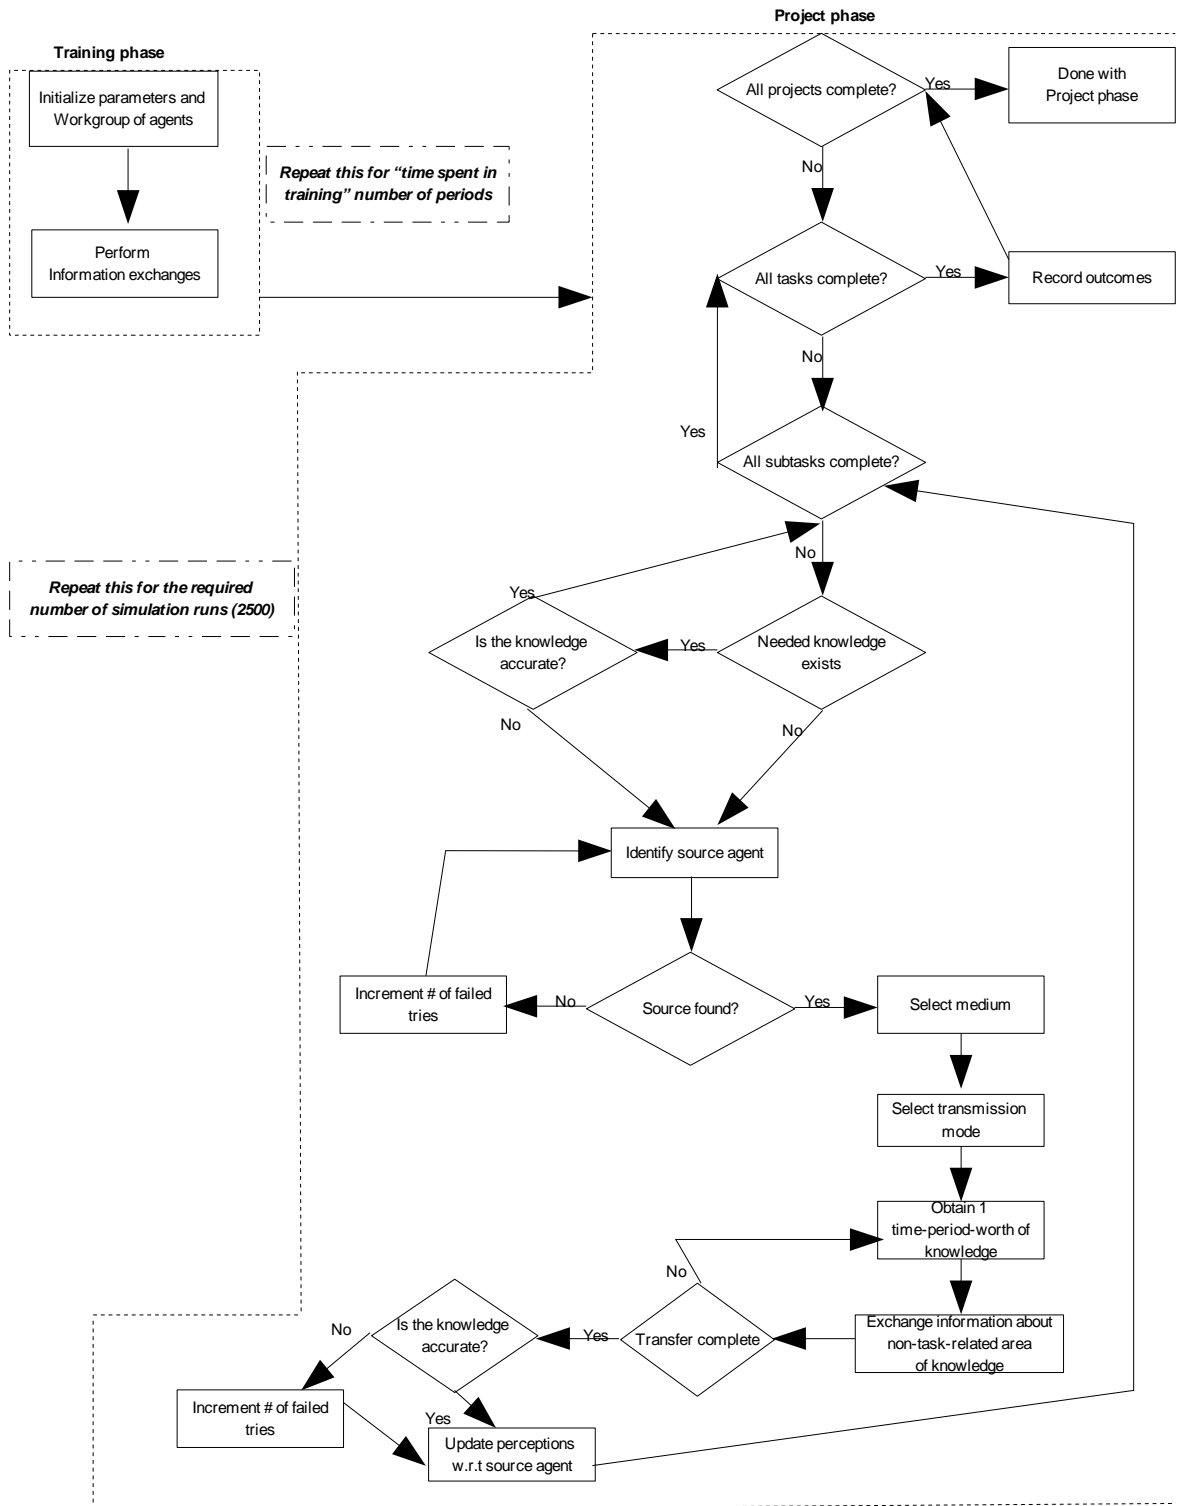 Project phase
Training phase
Initialize parameters and
Workgroup of agents
All projects complete?
Yes
Done with
Project phase
Repeat this for “time spent in
training” number of periods
No
Perform
Information exchanges
All tasks complete?
Yes
Record outcomes
No
Yes
All subtasks complete?
No
Repeat this for the required
number of simulation runs (2500)
Yes
Is the knowledge
accurate?
Yes
Needed knowledge
exists
No
No
Identify source agent
Increment # of failed
tries
No
Source found?
Yes
Select medium
Select transmission
mode
Obtain 1
time-period-worth of
knowledge
No
Exchange information about
non-task-related area
of knowledge
No
Is the knowledge
accurate?
Yes
Transfer complete
Increment # of failed
tries
Yes
Update perceptions
w.r.t source agent